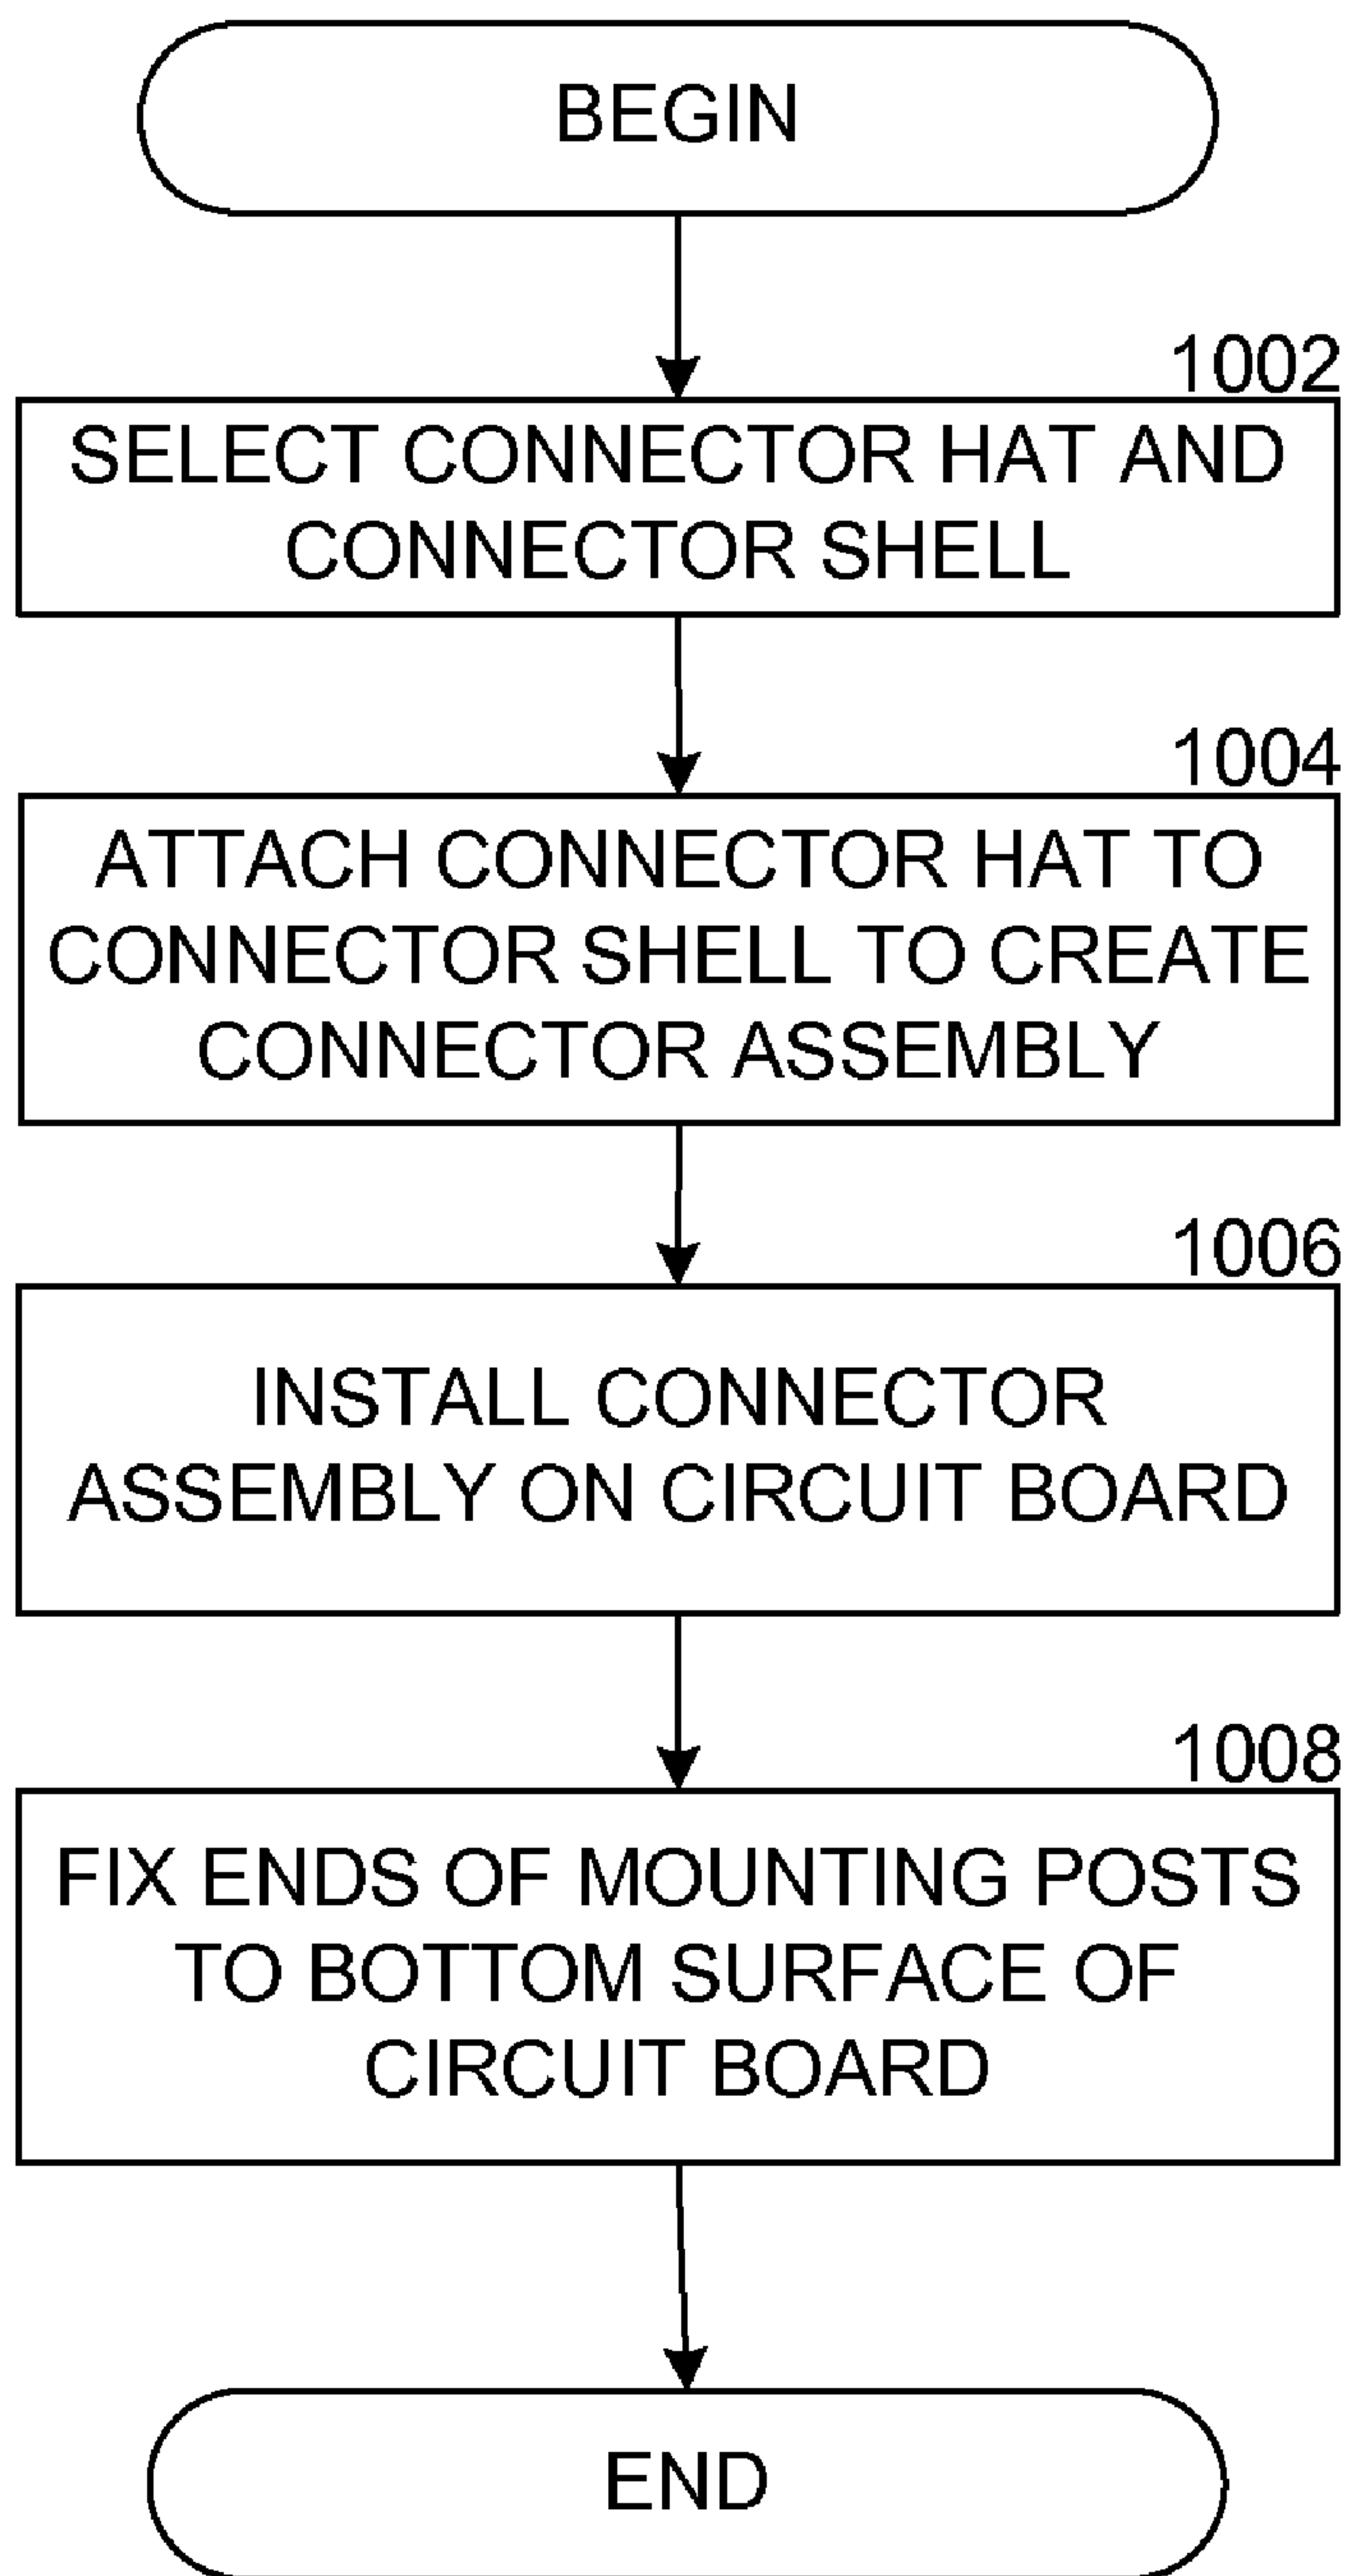 BEGIN
1002
SELECT CONNECTOR HAT AND
CONNECTOR SHELL
1004
ATTACH CONNECTOR HAT TO
CONNECTOR SHELL TO CREATE
CONNECTOR ASSEMBLY
1006
INSTALL CONNECTOR
ASSEMBLY ON CIRCUIT BOARD
1008
FIX ENDS OF MOUNTING POSTS
TO BOTTOM SURFACE OF
CIRCUIT BOARD
END